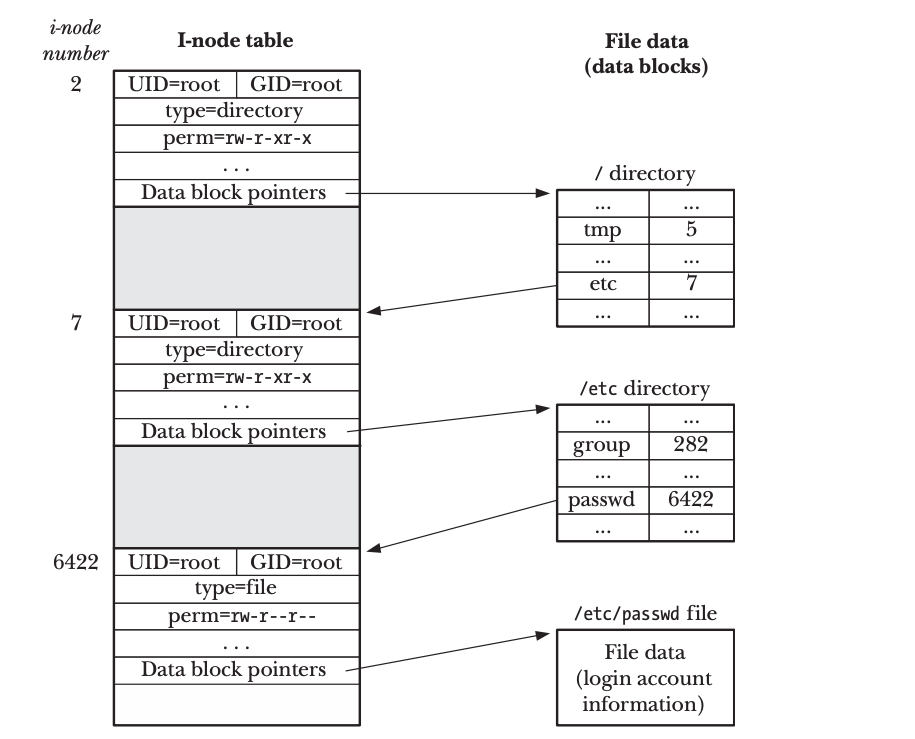 i-node
number
I-node table
File data
(data blocks)
2
UID=root GID=root
type=directory
perm=rw-r-xr-x
...
Data block pointers
/ directory
... ...
tmp 5
... ...
etc 7
... ...
7
UID=root GID=root
type=directory
perm=rw-r-xr-x
...
Data block pointers
/etc directory
... ...
group 282
... ...
passwd 6422
... ...
6422
UID=root GID=root
type=file
perm=rw-r--r--
...
Data block pointers
/etc/passwd file
File data
(login account
information)